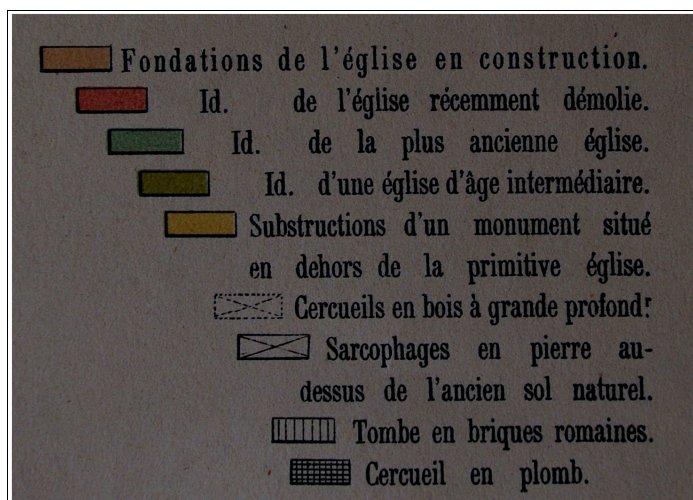 Fondations de l'église en construction.
Id. de l'église récemment démolie.
Id. de la plus ancienne église.
Id. d'une église d'âge intermédiaire.
Substructions d'un monument situé
en dehors de la primitive église.
Cercueils en bois à grande profondr
Sarcophages en pierre au-
dessus de l'ancien sol naturel.
Tombe en briques romaines.
Cercueil en plomb.